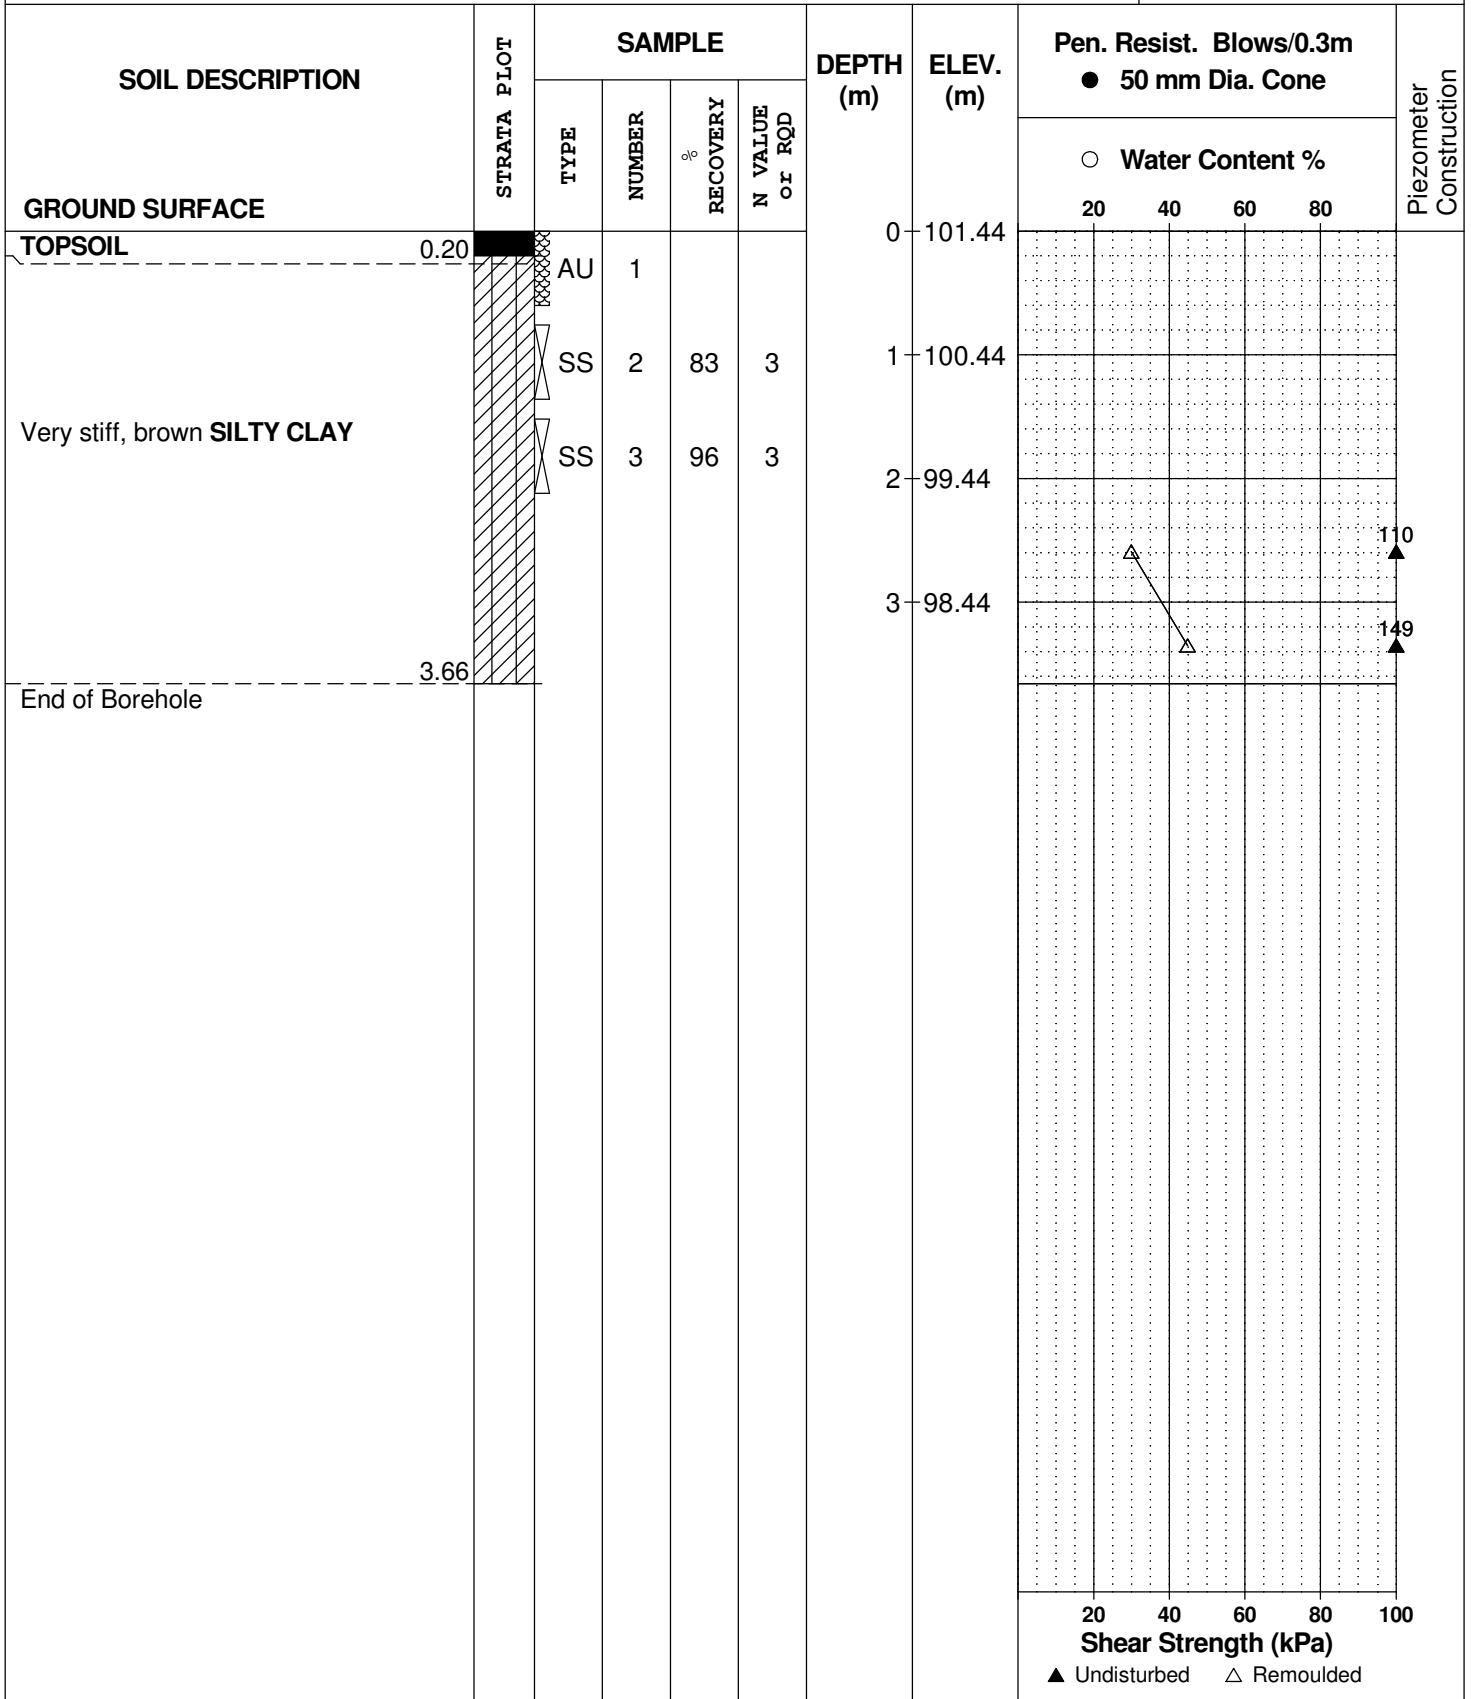 SOIL DESCRIPTION
GROUND SURFACE
STRATA PLOT
SAMPLE
TYPE
NUMBER
%
RECOVERY
N VALUE
or RQD
DEPTH
(m)
ELEV.
(m)
Pen. Resist. Blows/0.3m
● 50 mm Dia. Cone
○ Water Content %
20 40 60 80
Piezometer
Construction
TOPSOIL 0.20
AU 1
0 101.44
SS 2 83 3
1 100.44
Very stiff, brown SILTY CLAY
SS 3 96 3
2 99.44
110
3 98.44
149
3.66
End of Borehole
20 40 60 80 100
Shear Strength (kPa)
▲ Undisturbed △ Remoulded